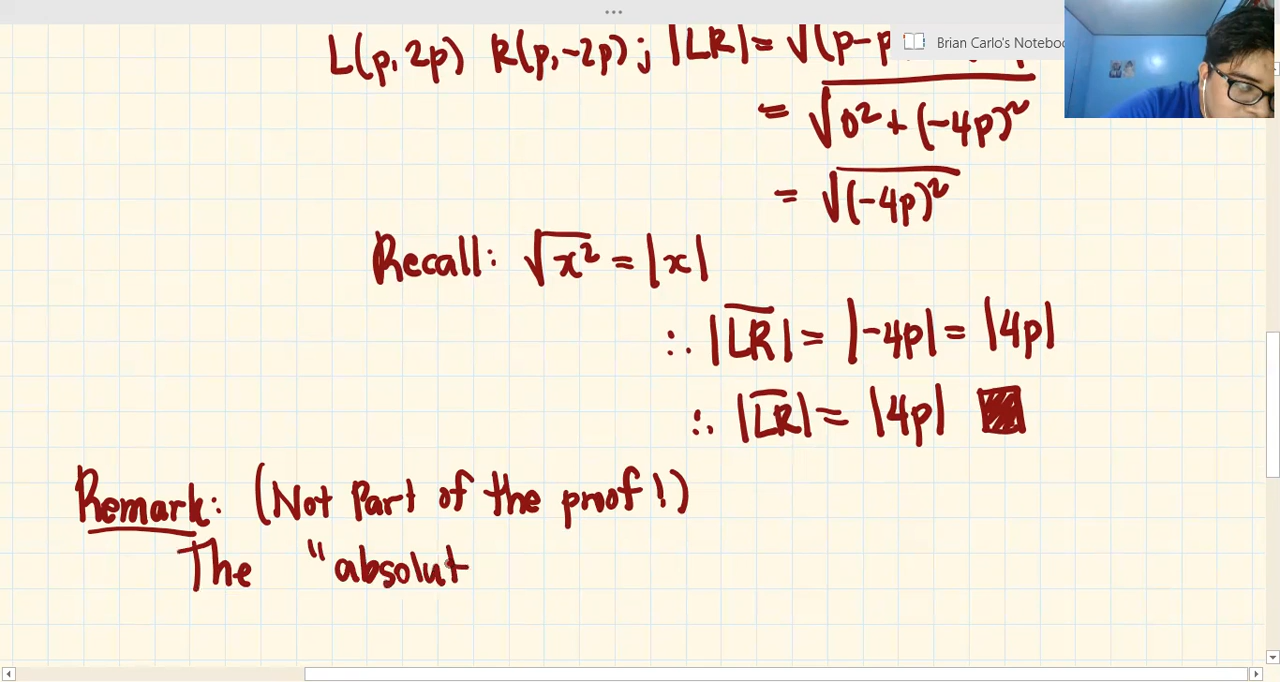 L(p, 2p) R(p, -2p); |LR| = √(p-p
Brian Carlo's Notebo
= √0² + (-4p)²
= √(-4p)²
Recall: √x² = |x|
∴ |LR| = |-4p| = |4p|
∴ |LR| = |4p|
Remark: (Not Part of the proof!)
The "absolut